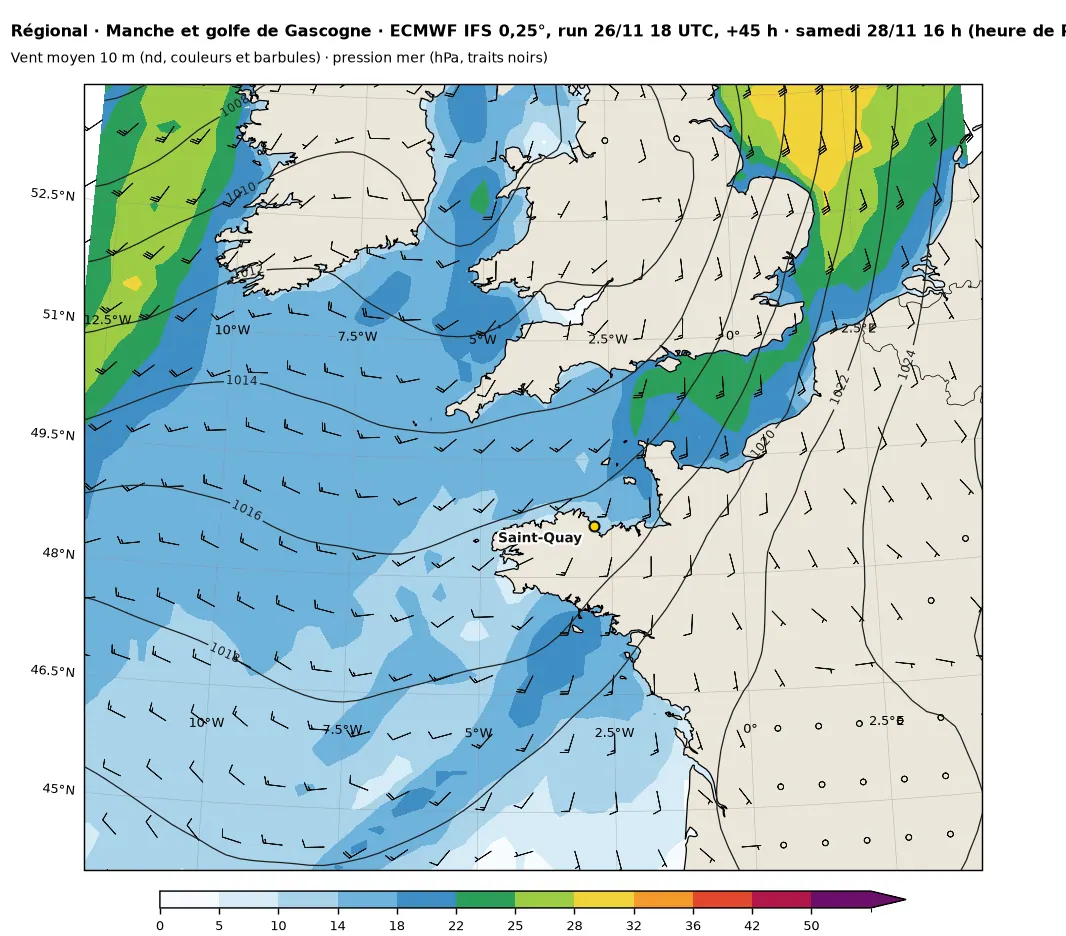 Régional · Manche et golfe de Gascogne · ECMWF IFS 0,25°, run 26/11 18 UTC, +45 h · samedi 28/11 16 h (heure de
Vent moyen 10 m (nd, couleurs et barbules) · pression mer (hPa, traits noirs)
1008
52.5°N
1010
1012
51°N
12.5°W
10°W
7.5°W
5°W
2.5°W
0°
2.5°E
1024
1014
1022
49.5°N
1020
1016
Saint-Quay
48°N
1018
46.5°N
10°W
7.5°W
5°W
2.5°W
0°
2.5°E
45°N
0 5 10 14 18 22 25 28 32 36 42 50